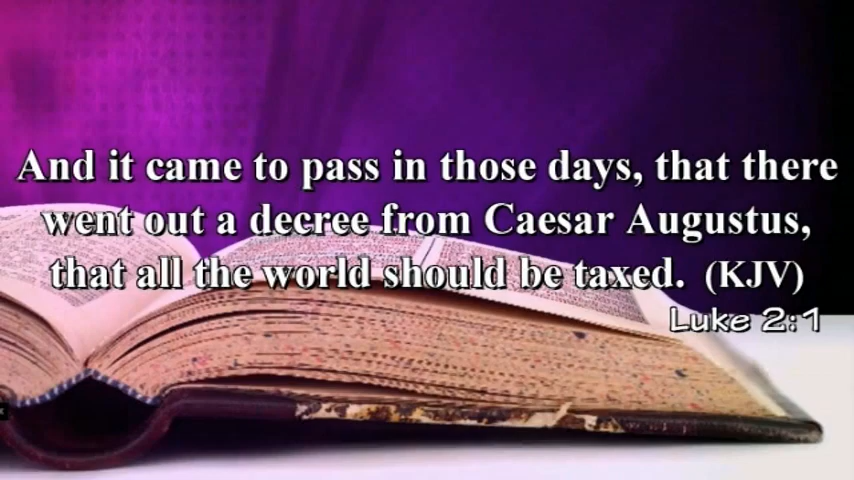 And it came to pass in those days, that there
went out a decree from Caesar Augustus,
that all the world should be taxed. (KJV)
Luke 2:1